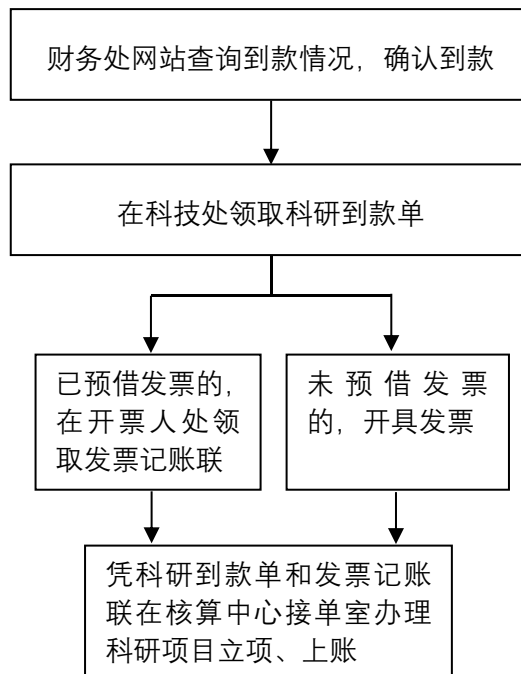 财务处网站查询到款情况，确认到款
在科技处领取科研到款单
已预借发票的，
在开票人处领
取发票记账联
未预借发票
的，开具发票
凭科研到款单和发票记账
联在核算中心接单室办理
科研项目立项、上账